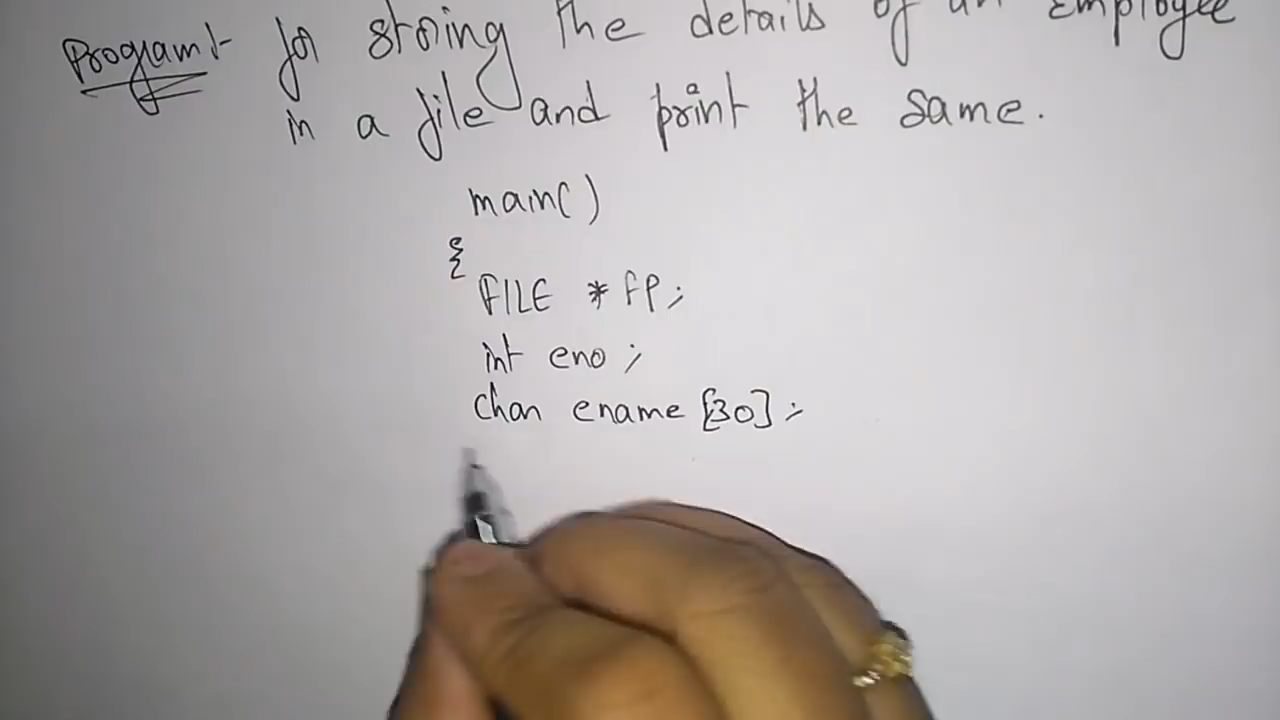 Program:- for stroing the details of an Employee
in a file and print the same.
main()
{
FILE *FP;
int eno;
Char ename[30];